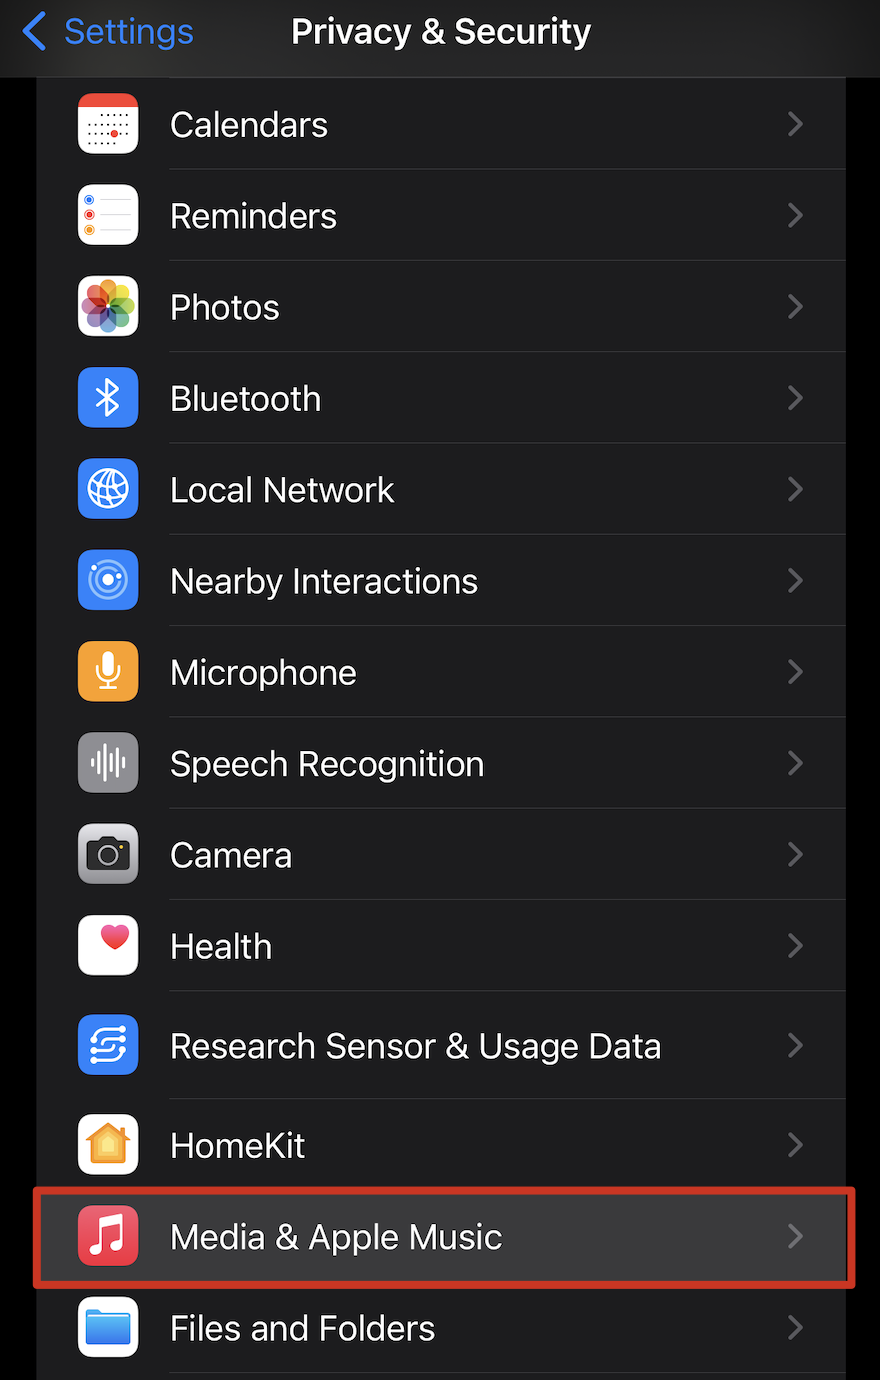 Settings
Privacy & Security
Calendars
Reminders
Photos
Bluetooth
Local Network
Nearby Interactions
Microphone
Speech Recognition
Camera
Health
Research Sensor & Usage Data
HomeKit
Media & Apple Music
Files and Folders